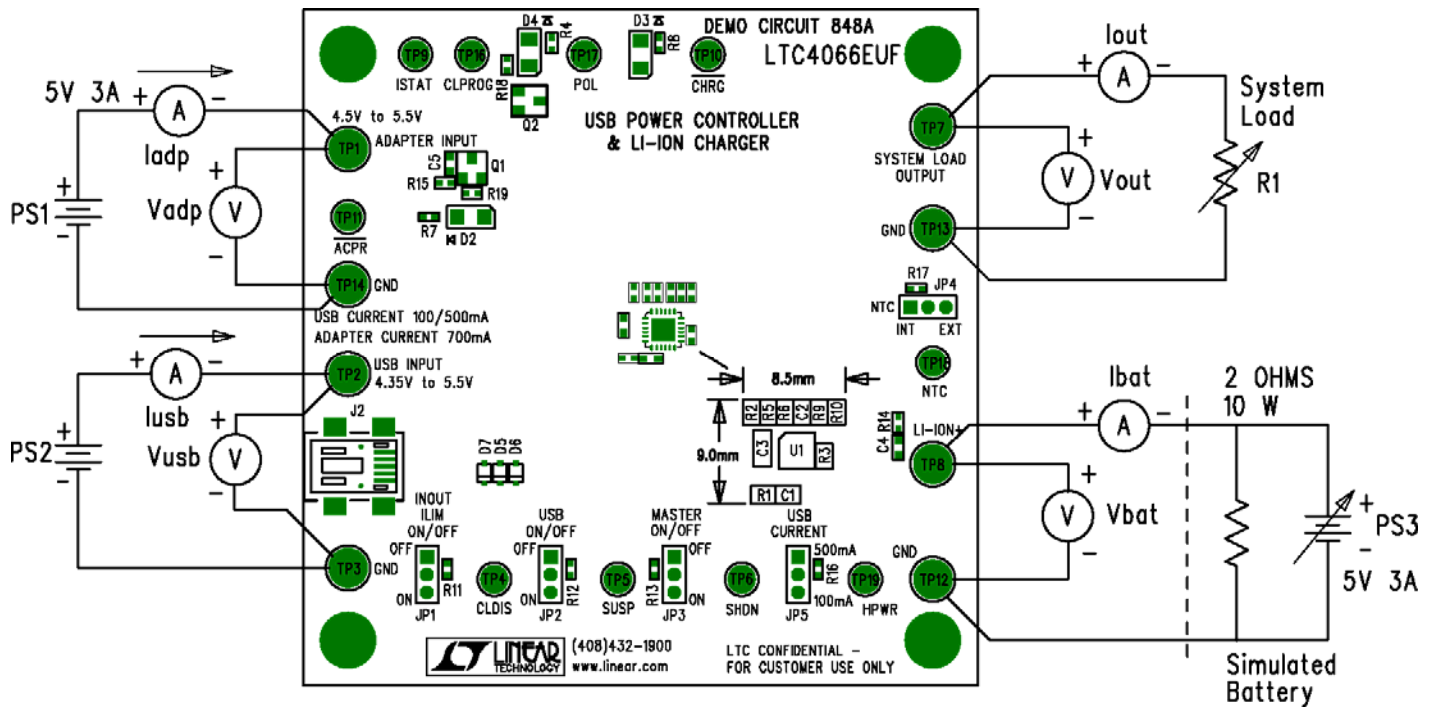 DEMO CIRCUIT 848A
LTC4066EUF
D4
R4
D3
R8
TP9
ISTAT
TP16
CLPROG
R18
TP17
POL
TP10
CHRG
Q2
USB POWER CONTROLLER
& LI-ION CHARGER
5V 3A
+
A
-
Iadp
4.5V to 5.5V
TP1
ADAPTER INPUT
C5
Q1
R15
R19
+
PS1
-
+
Vadp
V
-
TP11
ACPR
R7
D2
TP14
GND
USB CURRENT 100/500mA
ADAPTER CURRENT 700mA
+
A
-
Iusb
TP2
USB INPUT
4.35V to 5.5V
J2
+
PS2
-
+
Vusb
V
-
TP3
GND
D7
D5
D6
8.5mm
9.0mm
R2
R5
R6
C2
R9
R10
C3
U1
R3
R1
C1
INOUT
ILIM
ON/OFF
OFF
ON
JP1
R11
TP4
CLDIS
USB
ON/OFF
OFF
ON
JP2
R12
TP5
SUSP
MASTER
ON/OFF
OFF
ON
JP3
R13
TP6
SHDN
USB
CURRENT
500mA
100mA
JP5
R16
TP19
HPWR
LT LINEAR
TECHNOLOGY
(408)432-1900
www.linear.com
LTC CONFIDENTIAL -
FOR CUSTOMER USE ONLY
Iout
+
A
-
System
Load
TP7
SYSTEM LOAD
OUTPUT
+
V
Vout
-
R1
GND
TP13
R17
JP4
NTC
INT
EXT
TP18
NTC
Ibat
+
A
-
2 OHMS
10 W
R14
C4
LI-ION+
TP8
+
V
Vbat
-
GND
TP12
+
PS3
-
5V 3A
Simulated
Battery